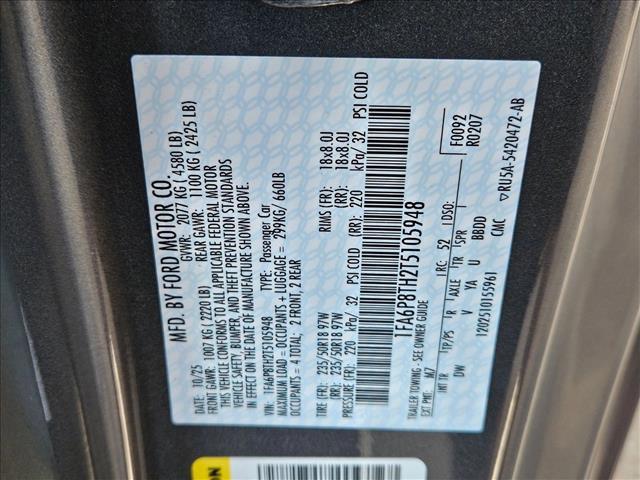 MFD. BY FORD MOTOR CO.
DATE: 10/25 GVWR: 2077 KG ( 4580 LB)
FRONT GAWR: 1007 KG ( 2220 LB) REAR GAWR: 1100 KG ( 2425 LB)
THIS VEHICLE CONFORMS TO ALL APPLICABLE FEDERAL MOTOR
VEHICLE SAFETY, BUMPER, AND THEFT PREVENTION STANDARDS
IN EFFECT ON THE DATE OF MANUFACTURE SHOWN ABOVE.
VIN: 1FA6P8TH2T5105948 TYPE: Passenger Car
MAXIMUM LOAD = OCCUPANTS + LUGGAGE = 299KG/ 660LB
OCCUPANTS = 4 TOTAL; 2 FRONT, 2 REAR
TIRE (FR): 235/50R18 97W RIMS (FR): 18x8.0J
(RR): 235/50R18 97W (RR): 18x8.0J
PRESSURE (FR): 220 kPa/ 32 PSI COLD (RR): 220 kPa/ 32 PSI COLD
1FA6P8TH2T5105948
TRAILER TOWING - SEE OWNER GUIDE F0092
EXT PNT: M7 RC: 52 DSO: R0207
INT TR TP/PS R AXLE TR SPR
DW V YA U BBDD
120251015S961 CMC ▽RU5A-5420472-AB
ON